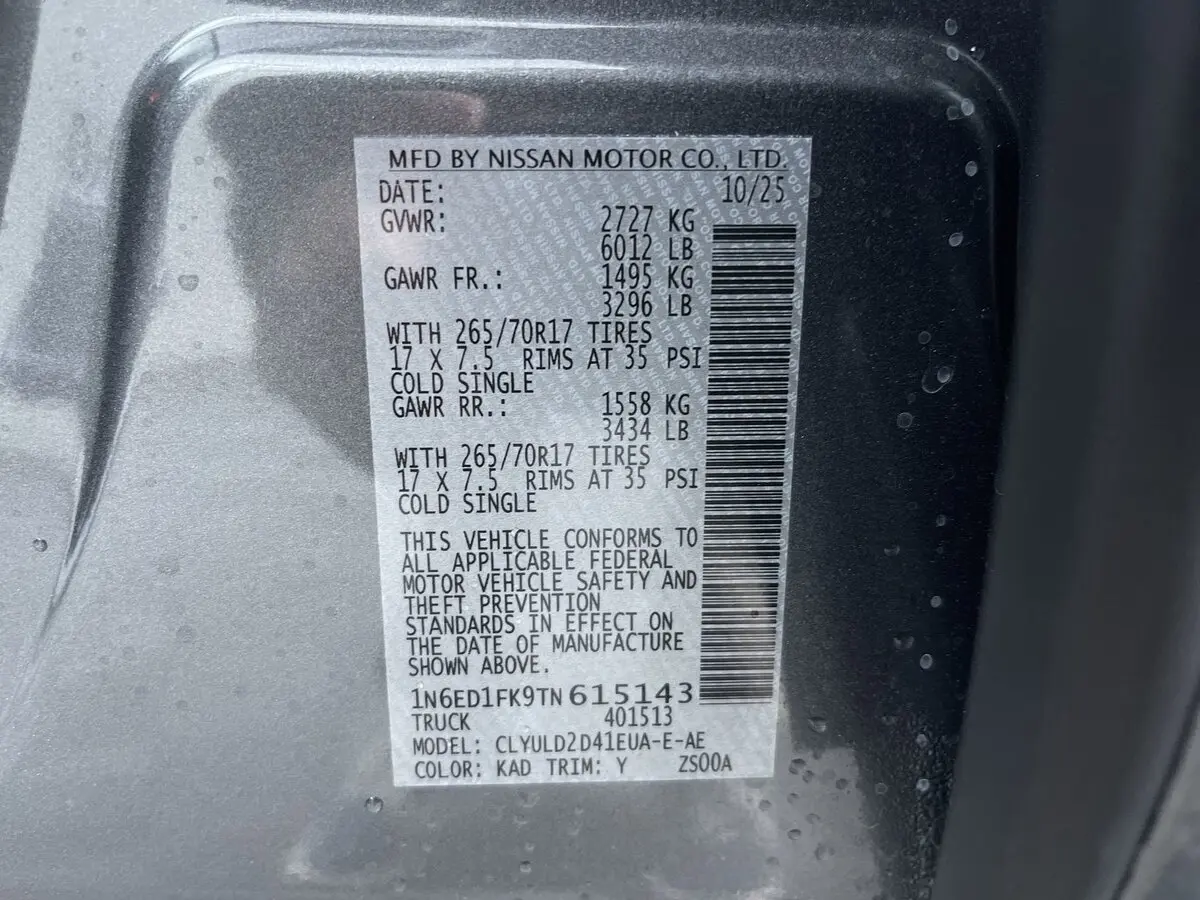 MFD BY NISSAN MOTOR CO., LTD.
DATE: 10/25
GVWR: 2727 KG
6012 LB
GAWR FR.: 1495 KG
3296 LB
WITH 265/70R17 TIRES
17 X 7.5 RIMS AT 35 PSI
COLD SINGLE
GAWR RR.: 1558 KG
3434 LB
WITH 265/70R17 TIRES
17 X 7.5 RIMS AT 35 PSI
COLD SINGLE
THIS VEHICLE CONFORMS TO
ALL APPLICABLE FEDERAL
MOTOR VEHICLE SAFETY AND
THEFT PREVENTION
STANDARDS IN EFFECT ON
THE DATE OF MANUFACTURE
SHOWN ABOVE.
1N6ED1FK9TN615143
TRUCK 401513
MODEL: CLYULD2D41EUA-E-AE
COLOR: KAD TRIM: Y ZS00A